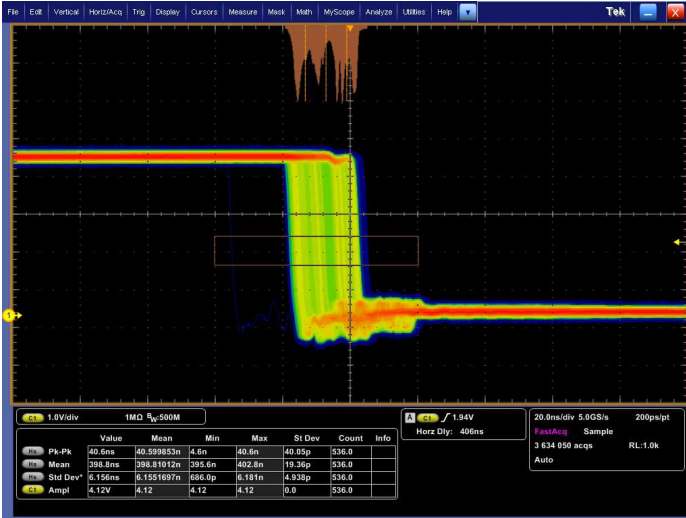 File Edit Vertical Horiz/Acq Trig Display Cursors Measure Mask Math MyScope Analyze Utilities Help Tek X
1
C1 1.0V/div 1MΩ BW:500M
A C1 1.94V
Horz Dly: 406ns
20.0ns/div 5.0GS/s 200ps/pt
FastAcq Sample
3 634 050 acqs RL:1.0k
Auto
Value Mean Min Max St Dev Count Info
Hs Pk-Pk 40.6ns 40.599853n 4.6n 40.6n 40.05p 536.0
Hs Mean 398.8ns 398.81012n 395.6n 402.8n 19.36p 536.0
Hs Std Dev* 6.156ns 6.1551697n 686.0p 6.181n 4.938p 536.0
C1 Ampl 4.12V 4.12 4.12 4.12 0.0 536.0